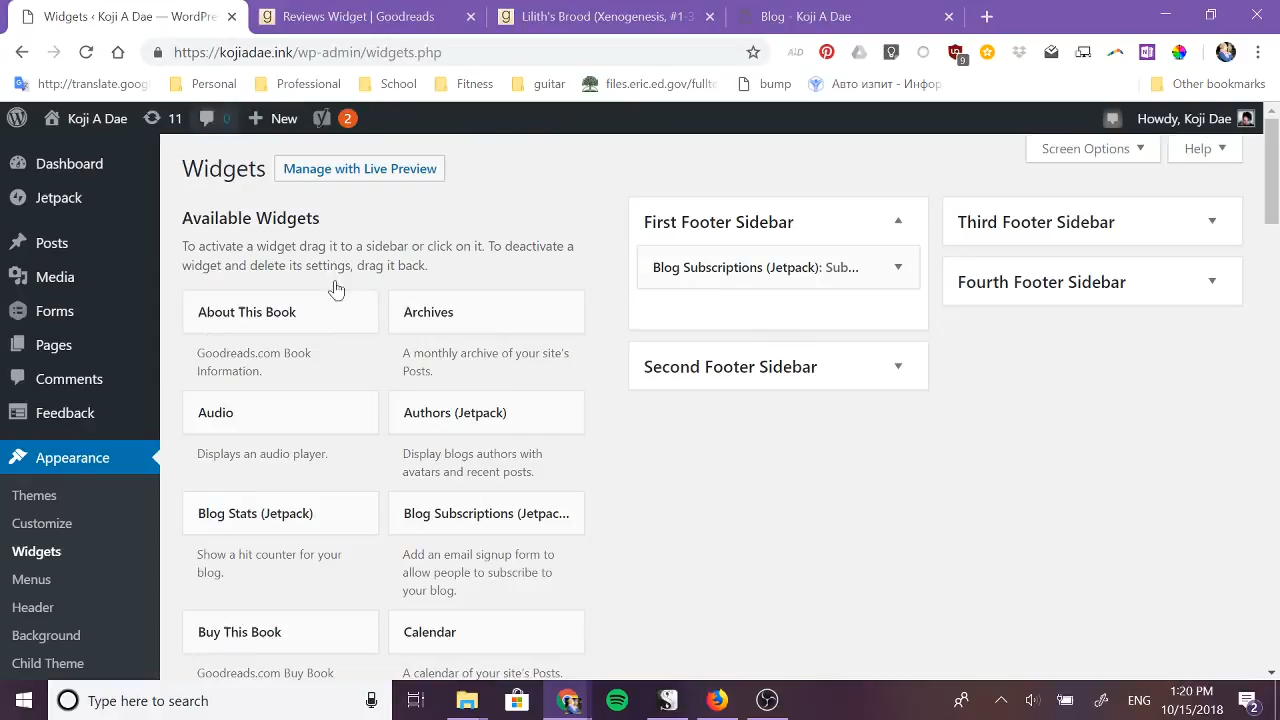 Widgets ‹ Koji A Dae — WordPre
Reviews Widget | Goodreads
Lilith's Brood (Xenogenesis, #1-3
Blog - Koji A Dae
https://kojiadae.ink/wp-admin/widgets.php
A/D
9
http://translate.googl
Personal
Professional
School
Fitness
guitar
files.eric.ed.gov/fullte
bump
Авто изпит - Инфор
Other bookmarks
Koji A Dae
11
0
New
2
Howdy, Koji Dae
Dashboard
Jetpack
Posts
Media
Forms
Pages
Comments
Feedback
Appearance
Themes
Customize
Widgets
Menus
Header
Background
Child Theme
Widgets
Manage with Live Preview
Screen Options
Help
Available Widgets
To activate a widget drag it to a sidebar or click on it. To deactivate a
widget and delete its settings, drag it back.
About This Book
Goodreads.com Book
Information.
Archives
A monthly archive of your site's
Posts.
Audio
Displays an audio player.
Authors (Jetpack)
Display blogs authors with
avatars and recent posts.
Blog Stats (Jetpack)
Show a hit counter for your
blog.
Blog Subscriptions (Jetpac...
Add an email signup form to
allow people to subscribe to
your blog.
Buy This Book
Goodreads.com Buy Book
Calendar
A calendar of your site's Posts.
First Footer Sidebar
Blog Subscriptions (Jetpack): Sub...
Second Footer Sidebar
Third Footer Sidebar
Fourth Footer Sidebar
Type here to search
ENG
1:20 PM
10/15/2018
2